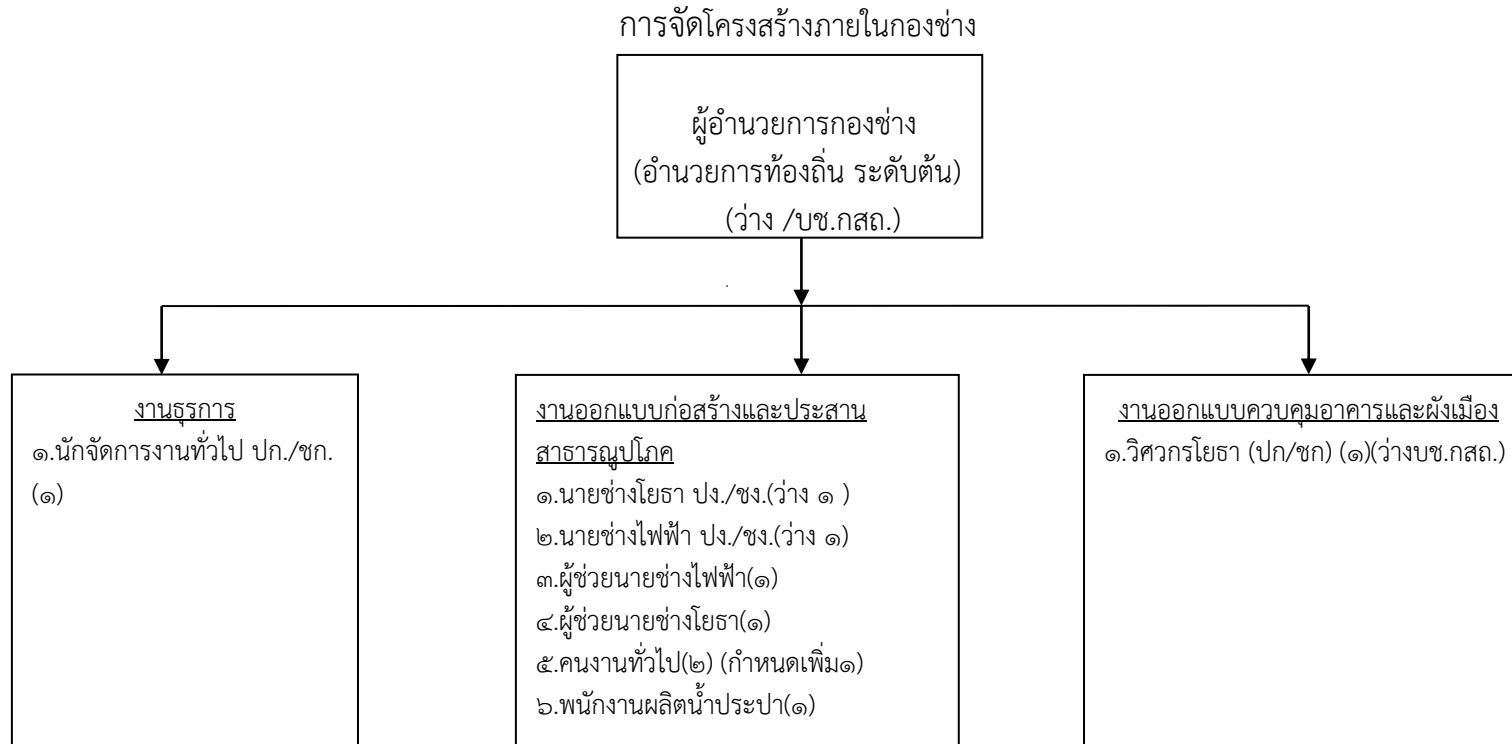 การจัดโครงสร้างภายในกองช่าง
ผู้อำนวยการกองช่าง
(อำนวยการท้องถิ่น ระดับต้น)
(ว่าง /บช.กสถ.)
งานธุรการ
๑.นักจัดการงานทั่วไป ปก./ชก.
(๑)
งานออกแบบก่อสร้างและประสาน
สาธารณูปโภค
๑.นายช่างโยธา ปง./ชง.(ว่าง ๑ )
๒.นายช่างไฟฟ้า ปง./ชง.(ว่าง ๑)
๓.ผู้ช่วยนายช่างไฟฟ้า(๑)
๔.ผู้ช่วยนายช่างโยธา(๑)
๕.คนงานทั่วไป(๒) (กำหนดเพิ่ม๑)
๖.พนักงานผลิตน้ำประปา(๑)
งานออกแบบควบคุมอาคารและผังเมือง
๑.วิศวกรโยธา (ปก/ชก) (๑)(ว่างบช.กสถ.)